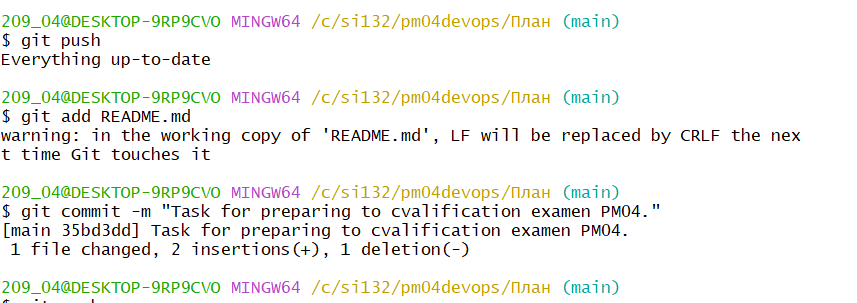 209_04@DESKTOP-9RP9CVO MINGW64 /c/si132/pm04devops/План (main)
$ git push
Everything up-to-date
209_04@DESKTOP-9RP9CVO MINGW64 /c/si132/pm04devops/План (main)
$ git add README.md
warning: in the working copy of 'README.md', LF will be replaced by CRLF the nex
t time Git touches it
209_04@DESKTOP-9RP9CVO MINGW64 /c/si132/pm04devops/План (main)
$ git commit -m "Task for preparing to cvalification examen PM04."
[main 35bd3dd] Task for preparing to cvalification examen PM04.
 1 file changed, 2 insertions(+), 1 deletion(-)
209_04@DESKTOP-9RP9CVO MINGW64 /c/si132/pm04devops/План (main)